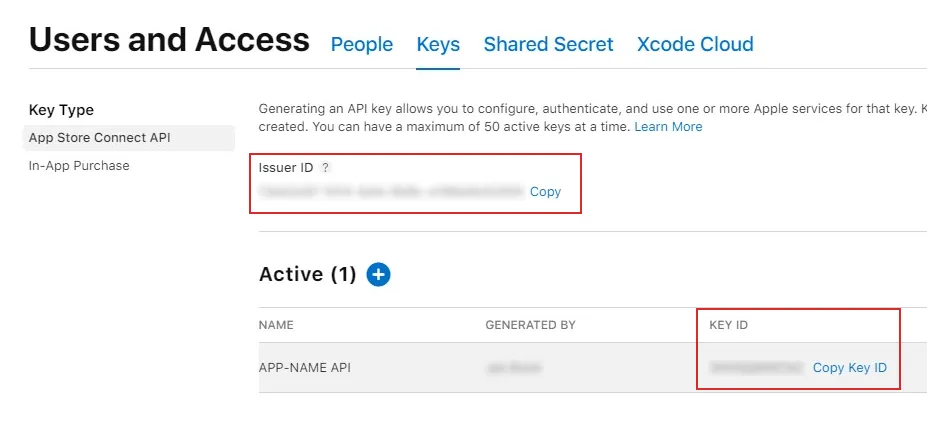 Users and Access People Keys Shared Secret Xcode Cloud
Key Type
App Store Connect API
In-App Purchase
Generating an API key allows you to configure, authenticate, and use one or more Apple services for that key. K
created. You can have a maximum of 50 active keys at a time. Learn More
Issuer ID ?
Copy
Active (1) +
NAME GENERATED BY KEY ID
APP-NAME API Copy Key ID